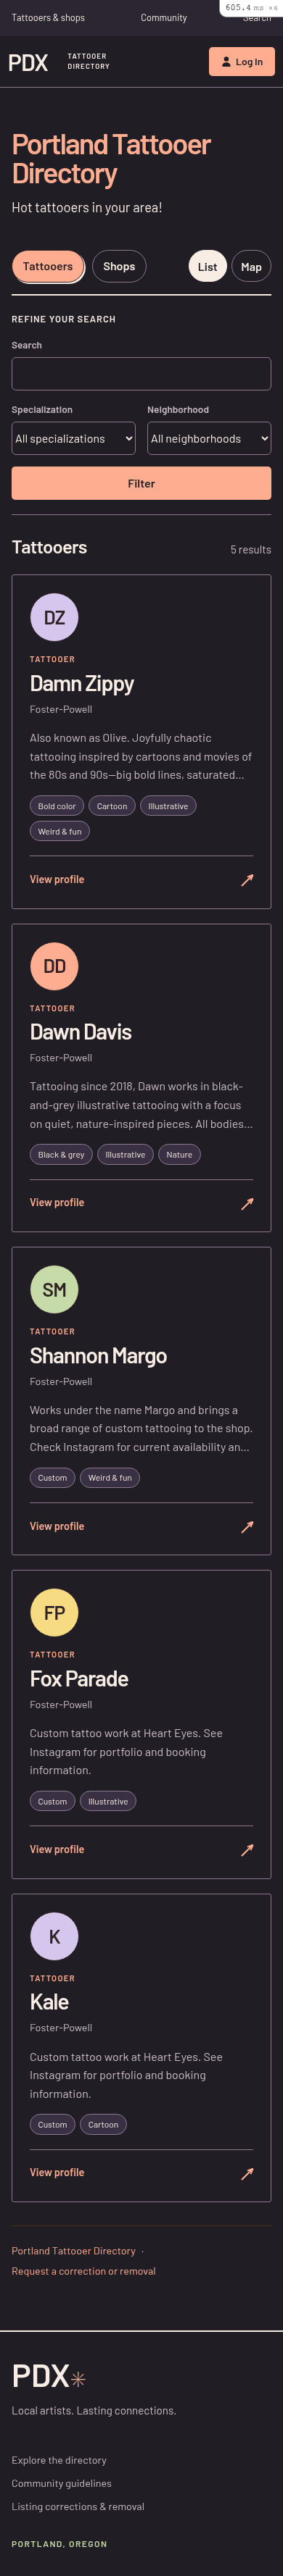 Tattooers & shops
Community
Search
605.4 ms ×6
PDX
TATTOOER
DIRECTORY
Log In
Portland Tattooer
Directory
Hot tattooers in your area!
Tattooers
Shops
List
Map
REFINE YOUR SEARCH
Search
Specialization
Neighborhood
All specializations
All neighborhoods
Filter
Tattooers
5 results
DZ
TATTOOER
Damn Zippy
Foster-Powell
Also known as Olive. Joyfully chaotic
tattooing inspired by cartoons and movies of
the 80s and 90s—big bold lines, saturated...
Bold color
Cartoon
Illustrative
Weird & fun
View profile
DD
TATTOOER
Dawn Davis
Foster-Powell
Tattooing since 2018, Dawn works in black-
and-grey illustrative tattooing with a focus
on quiet, nature-inspired pieces. All bodies...
Black & grey
Illustrative
Nature
View profile
SM
TATTOOER
Shannon Margo
Foster-Powell
Works under the name Margo and brings a
broad range of custom tattooing to the shop.
Check Instagram for current availability an...
Custom
Weird & fun
View profile
FP
TATTOOER
Fox Parade
Foster-Powell
Custom tattoo work at Heart Eyes. See
Instagram for portfolio and booking
information.
Custom
Illustrative
View profile
K
TATTOOER
Kale
Foster-Powell
Custom tattoo work at Heart Eyes. See
Instagram for portfolio and booking
information.
Custom
Cartoon
View profile
Portland Tattooer Directory ·
Request a correction or removal
PDX
Local artists. Lasting connections.
Explore the directory
Community guidelines
Listing corrections & removal
PORTLAND, OREGON